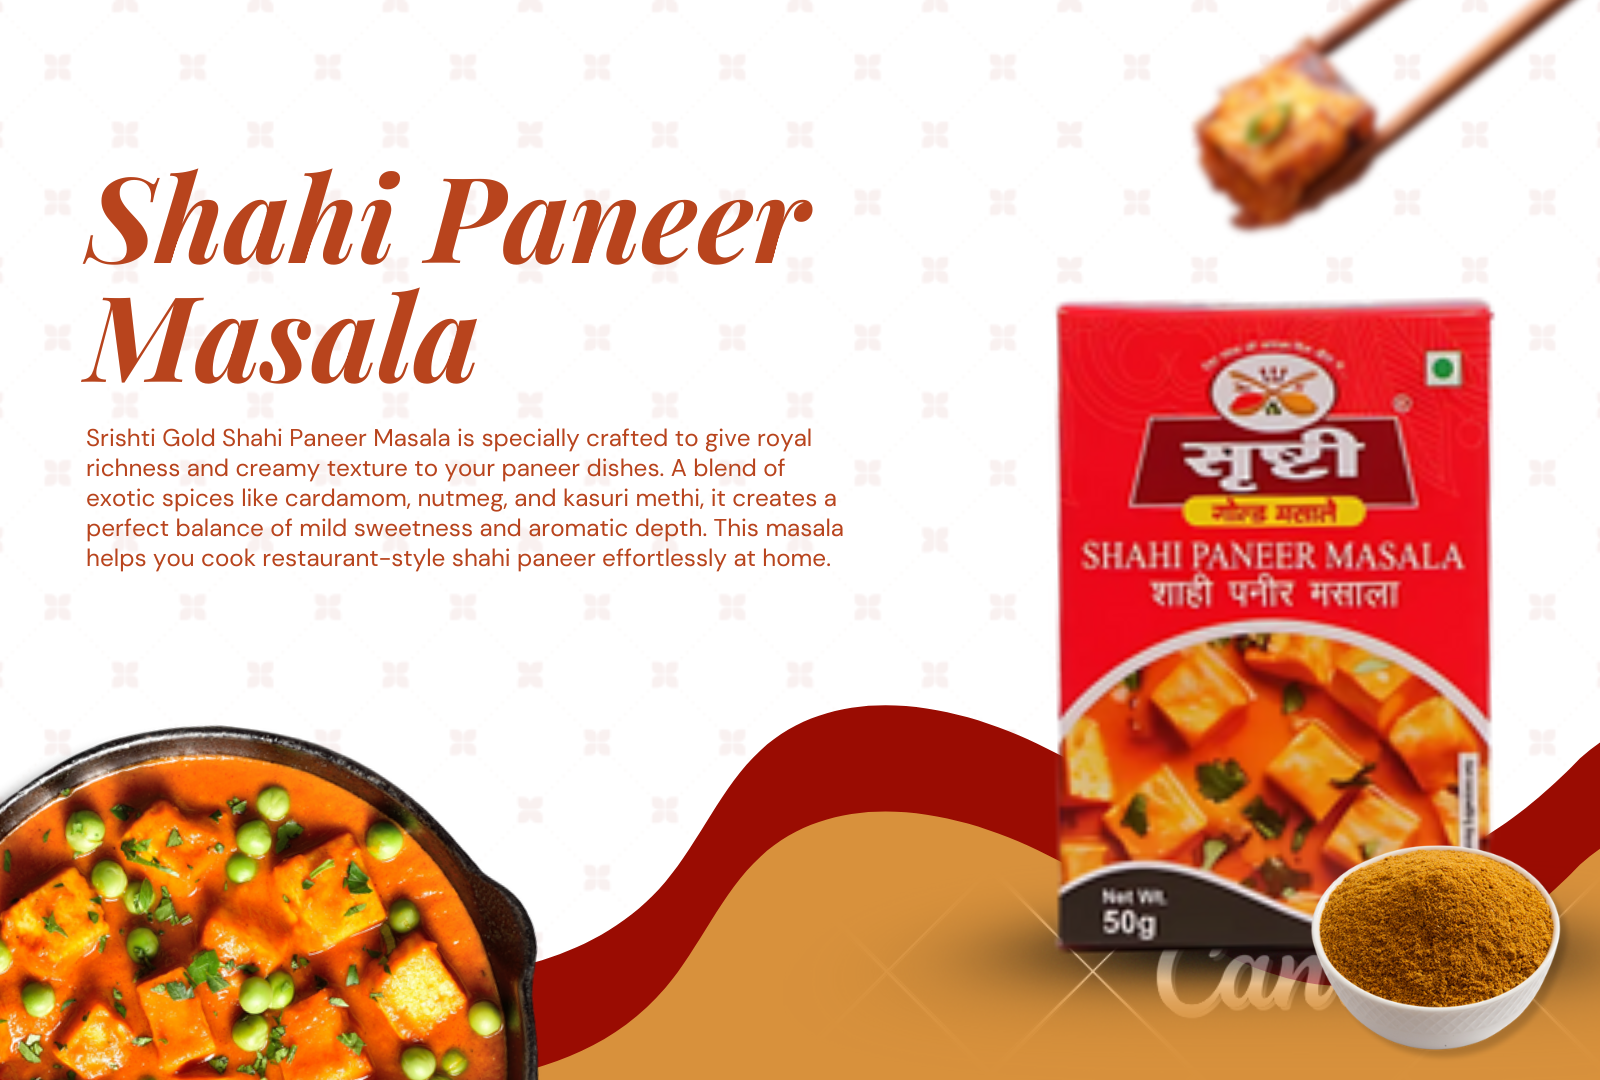 Shahi Paneer
Masala
Srishti Gold Shahi Paneer Masala is specially crafted to give royal
richness and creamy texture to your paneer dishes. A blend of
exotic spices like cardamom, nutmeg, and kasuri methi, it creates a
perfect balance of mild sweetness and aromatic depth. This masala
helps you cook restaurant-style shahi paneer effortlessly at home.
®
सृष्टी
गोल्ड मसाले
SHAHI PANEER MASALA
शाही पनीर मसाला
Net Wt.
50g
Can